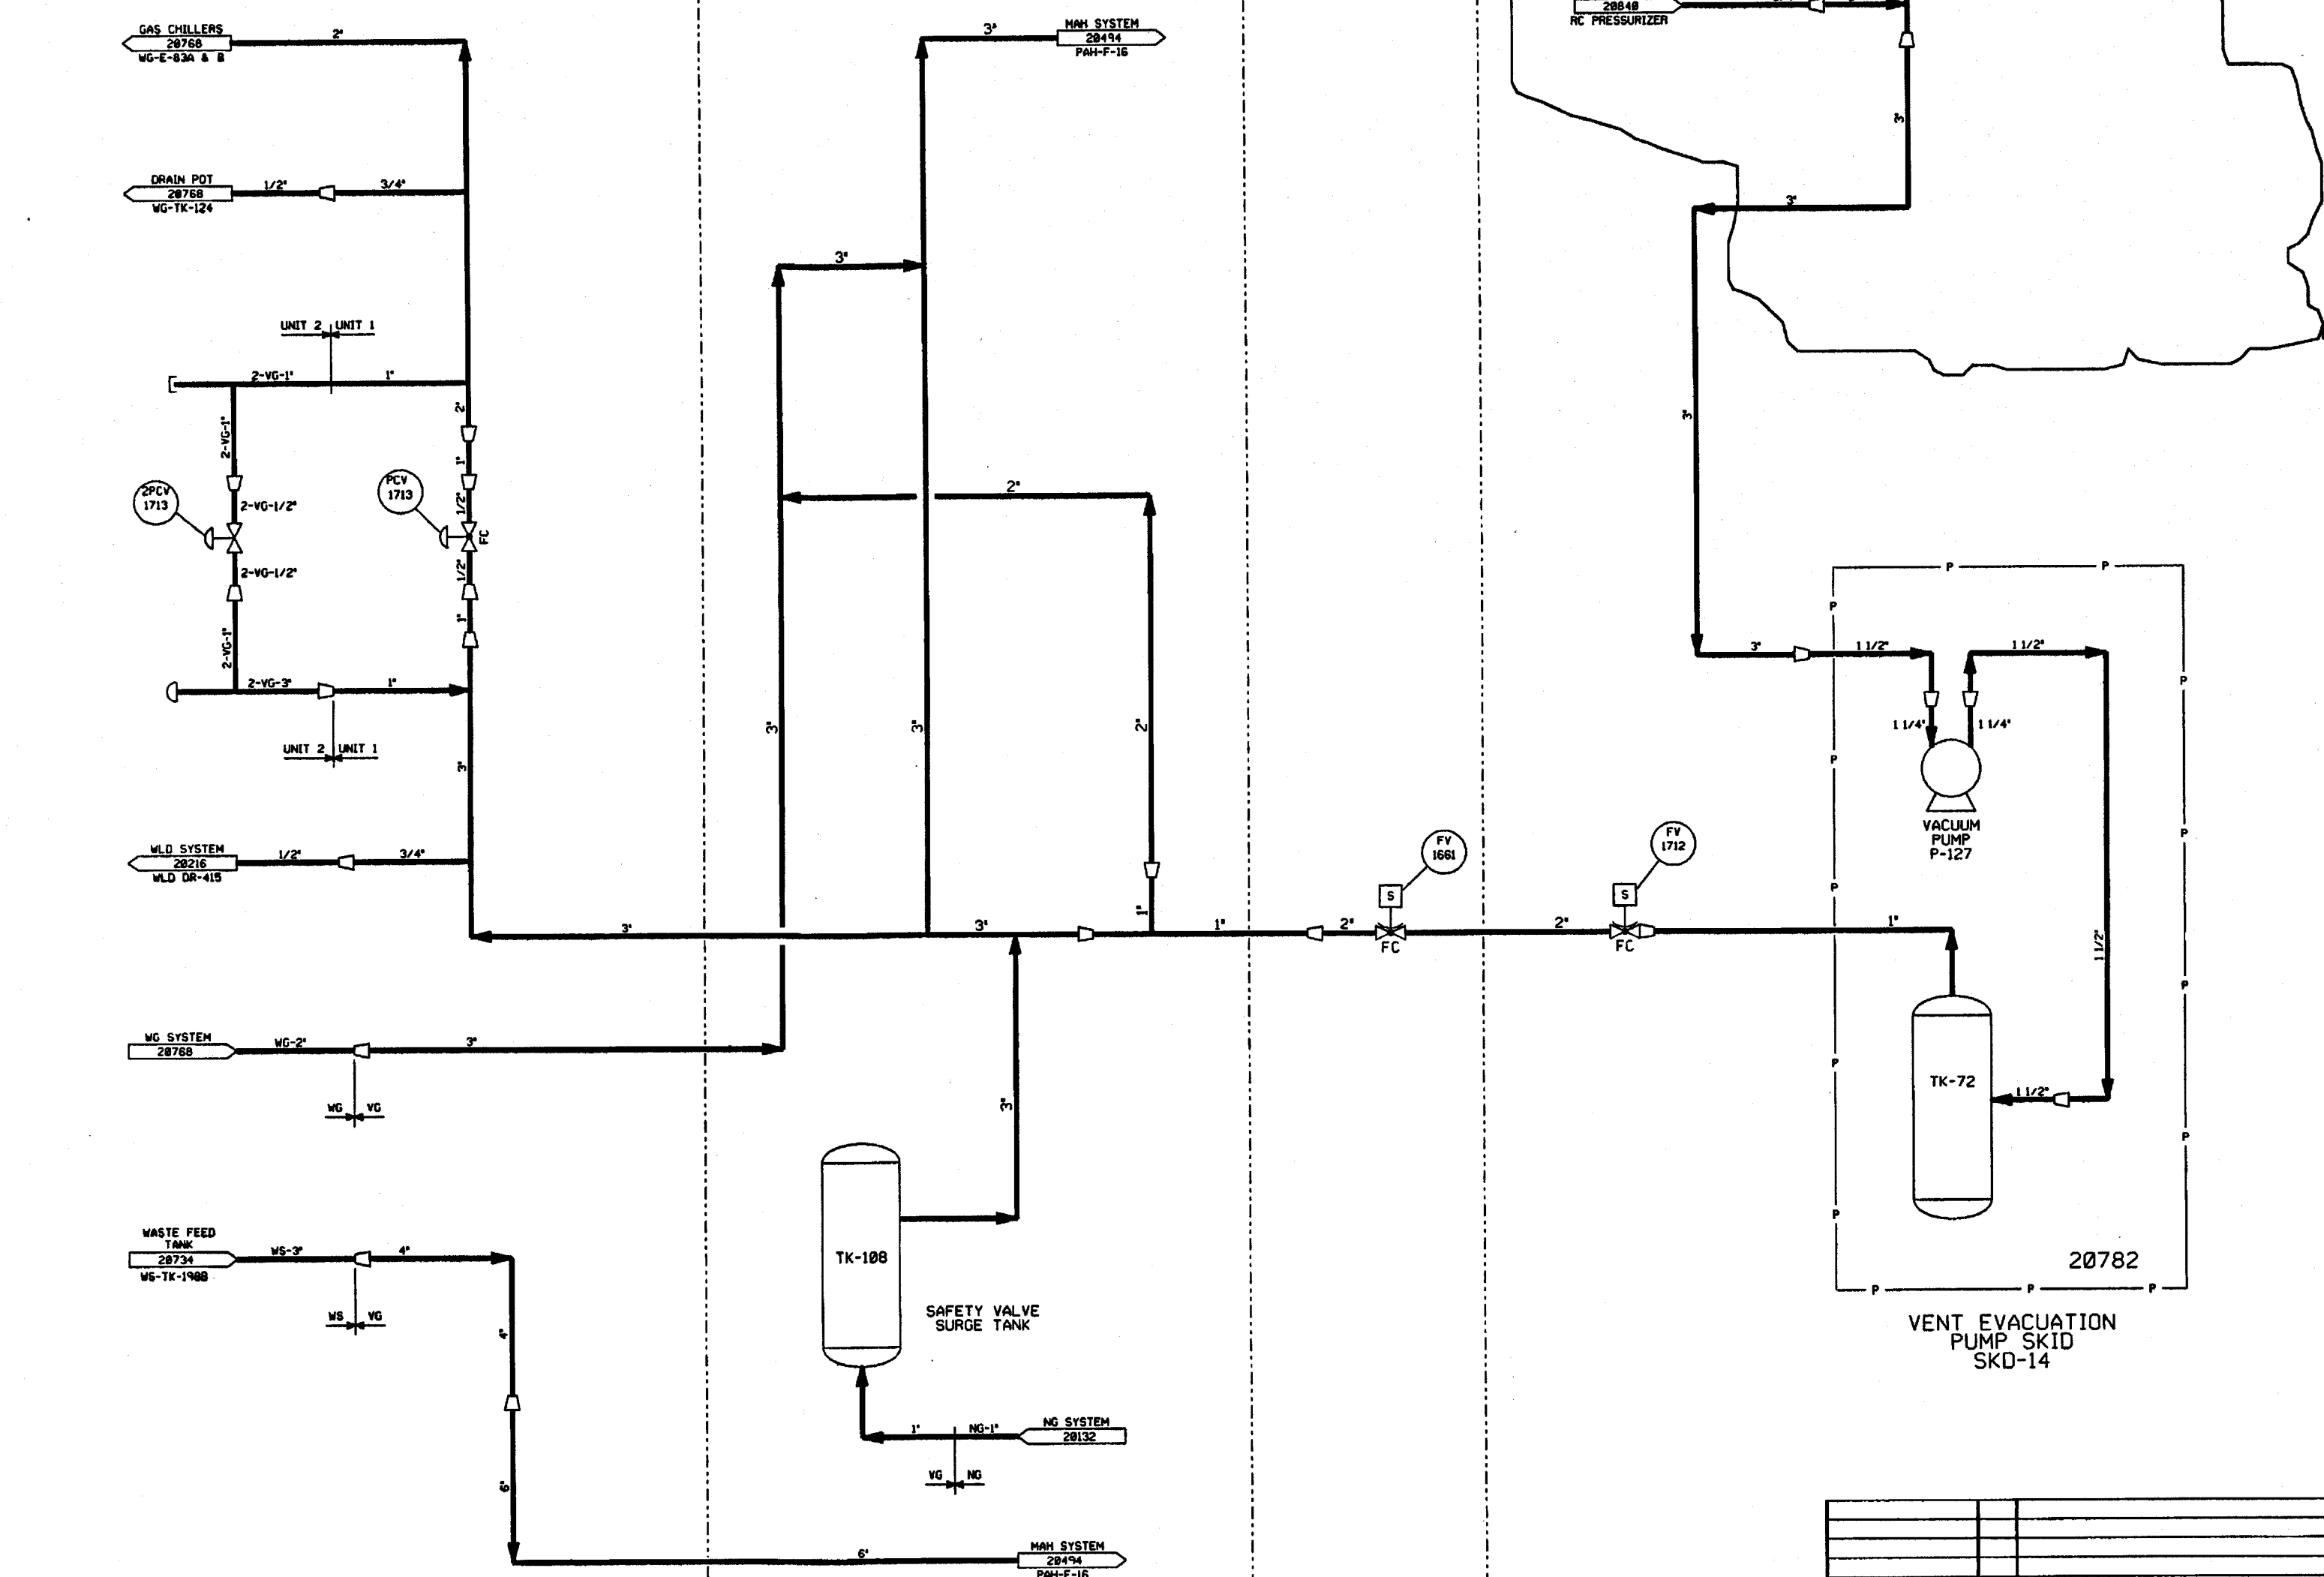 GAS CHILLERS
20768
WG-E-83A & B
2"
3"
MAH SYSTEM
20494
PAH-F-16
20840
RC PRESSURIZER
3"
DRAIN POT
20768
WG-TK-124
1/2"
3/4"
3"
3"
UNIT 2
UNIT 1
2-VG-1"
1"
2-VG-1"
2"
1"
3"
2PCV
1713
2-VG-1/2"
PCV
1713
1/2"
FC
2-VG-1/2"
1/2"
2"
2-VG-1"
1"
2-VG-3"
1"
UNIT 2
UNIT 1
3"
3"
3"
2"
P
P
P
3"
1 1/2"
1 1/2"
P
1 1/4"
1 1/4"
P
VACUUM
PUMP
P-127
P
P
WLD SYSTEM
20216
WLD DR-415
1/2"
3/4"
FV
1661
FV
1712
S
S
3"
3"
1"
1"
2"
FC
2"
FC
1"
1 1/2"
P
WG SYSTEM
20768
WG-2"
3"
WG
VG
3"
P
TK-72
1 1/2"
P
WASTE FEED
TANK
20734
WS-TK-198B
WS-3"
4"
WS
VG
4"
TK-108
SAFETY VALVE
SURGE TANK
P
20782
P
P
P
VENT EVACUATION
PUMP SKID
SKD-14
1"
NG-1"
NG SYSTEM
20132
VG
NG
6"
6"
MAH SYSTEM
20494
PAH-F-16